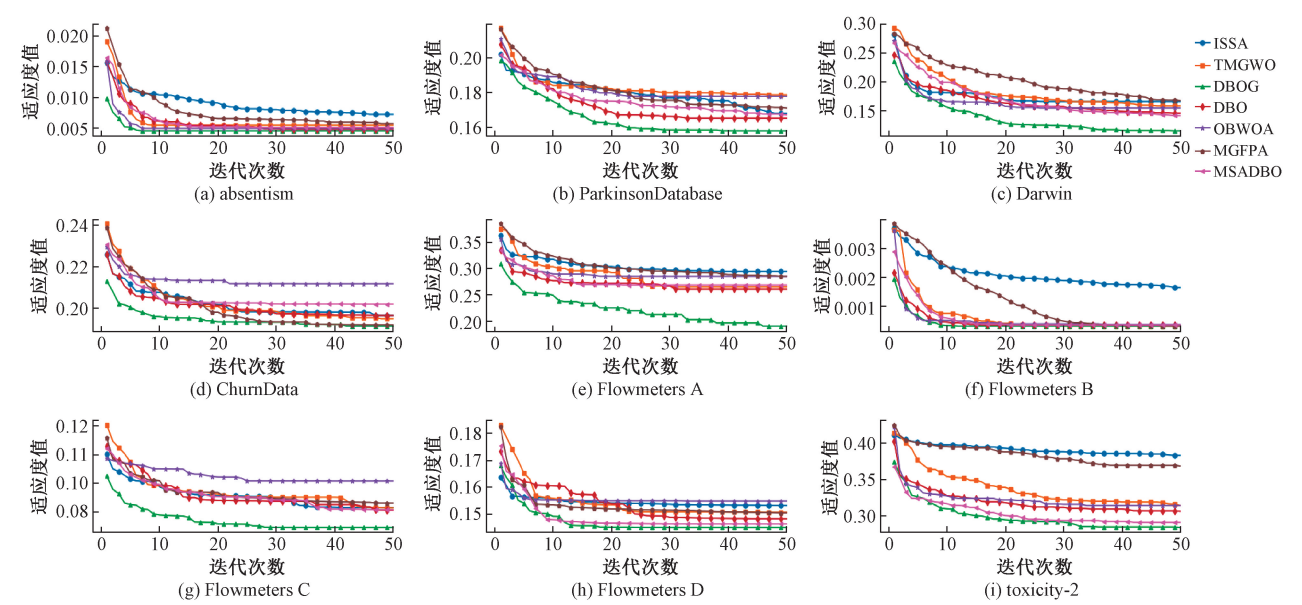 0.020
0.015
0.010
0.005
适应度值
0 10 20 30 40 50
迭代次数
(a) absentism
0.20
0.18
0.16
适应度值
0 10 20 30 40 50
迭代次数
(b) ParkinsonDatabase
0.30
0.25
0.20
0.15
适应度值
0 10 20 30 40 50
迭代次数
(c) Darwin
ISSA
TMGWO
DBOG
DBO
OBWOA
MGFPA
MSADBO
0.24
0.22
0.20
适应度值
0 10 20 30 40 50
迭代次数
(d) ChurnData
0.35
0.30
0.25
0.20
适应度值
0 10 20 30 40 50
迭代次数
(e) Flowmeters A
0.003
0.002
0.001
适应度值
0 10 20 30 40 50
迭代次数
(f) Flowmeters B
0.12
0.11
0.10
0.08
适应度值
0 10 20 30 40 50
迭代次数
(g) Flowmeters C
0.18
0.17
0.16
0.15
适应度值
0 10 20 30 40 50
迭代次数
(h) Flowmeters D
0.40
0.35
0.30
适应度值
0 10 20 30 40 50
迭代次数
(i) toxicity-2